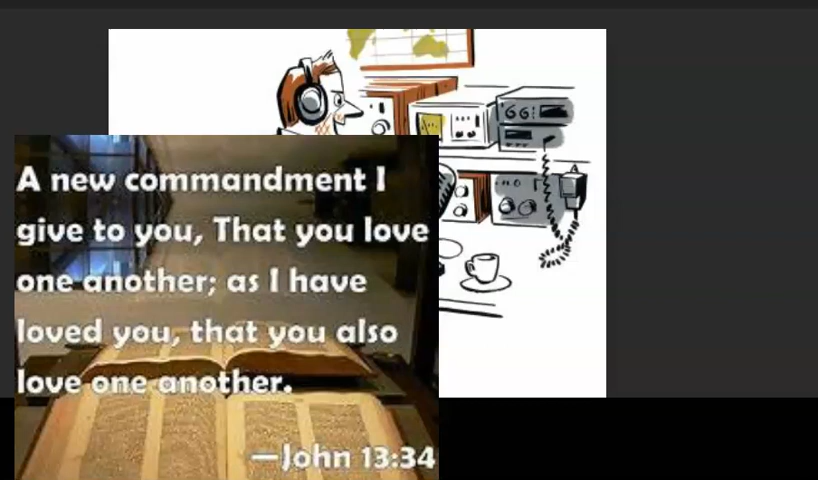 66
A new commandment I
give to you, That you love
one another; as I have
loved you, that you also
love one another.
—John 13:34